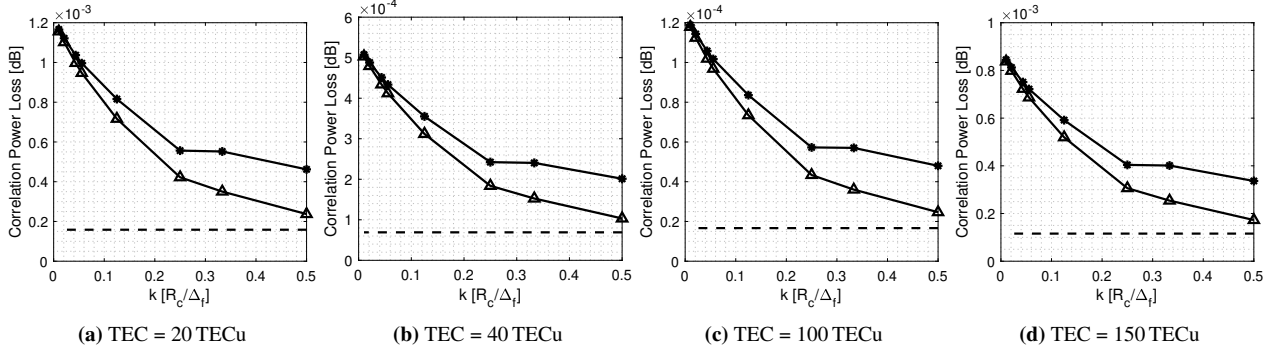 ×10⁻³
1.2
1
0.8
0.6
0.4
0.2
0
Correlation Power Loss [dB]
0 0.1 0.2 0.3 0.4 0.5
k [R_c/Δ_f]
(a) TEC = 20 TECu
×10⁻⁴
6
5
4
3
2
1
0
Correlation Power Loss [dB]
0 0.1 0.2 0.3 0.4 0.5
k [R_c/Δ_f]
(b) TEC = 40 TECu
×10⁻⁴
1.2
1
0.8
0.6
0.4
0.2
0
Correlation Power Loss [dB]
0 0.1 0.2 0.3 0.4 0.5
k [R_c/Δ_f]
(c) TEC = 100 TECu
×10⁻³
1
0.8
0.6
0.4
0.2
0
Correlation Power Loss [dB]
0 0.1 0.2 0.3 0.4 0.5
k [R_c/Δ_f]
(d) TEC = 150 TECu